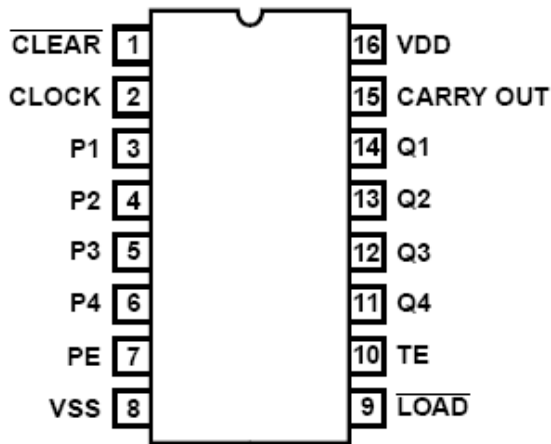 CLEAR 1 16 VDD
CLOCK 2 15 CARRY OUT
P1 3 14 Q1
P2 4 13 Q2
P3 5 12 Q3
P4 6 11 Q4
PE 7 10 TE
VSS 8 9 LOAD